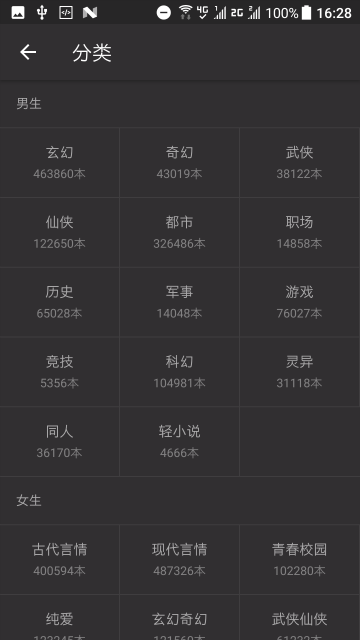 4G 2G 100% 16:28
分类
男生
玄幻 奇幻 武侠
463860本 43019本 38122本
仙侠 都市 职场
122650本 326486本 14858本
历史 军事 游戏
65028本 14048本 76027本
竞技 科幻 灵异
5356本 104981本 31118本
同人 轻小说
36170本 4666本
女生
古代言情 现代言情 青春校园
400594本 487326本 102280本
纯爱 玄幻奇幻 武侠仙侠